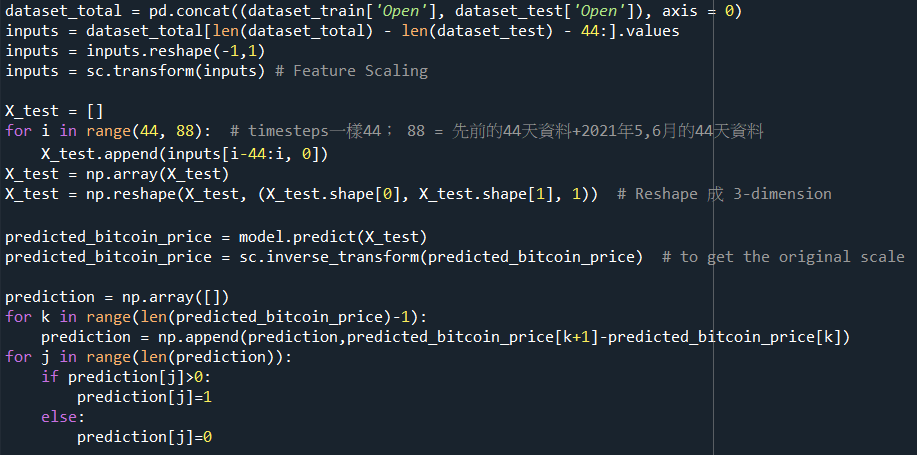 dataset_total = pd.concat((dataset_train['Open'], dataset_test['Open']), axis = 0)
inputs = dataset_total[len(dataset_total) - len(dataset_test) - 44:].values
inputs = inputs.reshape(-1,1)
inputs = sc.transform(inputs) # Feature Scaling
X_test = []
for i in range(44, 88):  # timesteps一樣44； 88 = 先前的44天資料+2021年5,6月的44天資料
    X_test.append(inputs[i-44:i, 0])
X_test = np.array(X_test)
X_test = np.reshape(X_test, (X_test.shape[0], X_test.shape[1], 1))  # Reshape 成 3-dimension
predicted_bitcoin_price = model.predict(X_test)
predicted_bitcoin_price = sc.inverse_transform(predicted_bitcoin_price)  # to get the original scale
prediction = np.array([])
for k in range(len(predicted_bitcoin_price)-1):
    prediction = np.append(prediction,predicted_bitcoin_price[k+1]-predicted_bitcoin_price[k])
for j in range(len(prediction)):
    if prediction[j]>0:
        prediction[j]=1
    else:
        prediction[j]=0